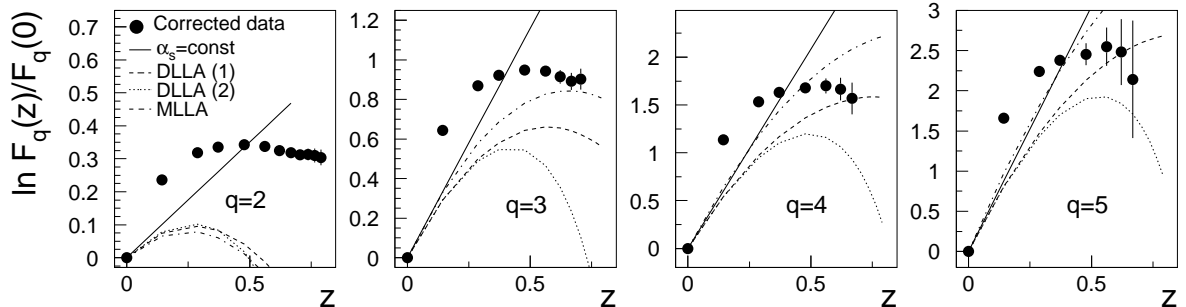 ln F_q(z)/F_q(0)
0.7
0.6
0.5
0.4
0.3
0.2
0.1
0
Corrected data
α_s=const
DLLA (1)
DLLA (2)
MLLA
q=2
0
0.5
z
1.2
1
0.8
0.6
0.4
0.2
0
q=3
0
0.5
z
2
1.5
1
0.5
0
q=4
0
0.5
z
3
2.5
2
1.5
1
0.5
0
q=5
0
0.5
z